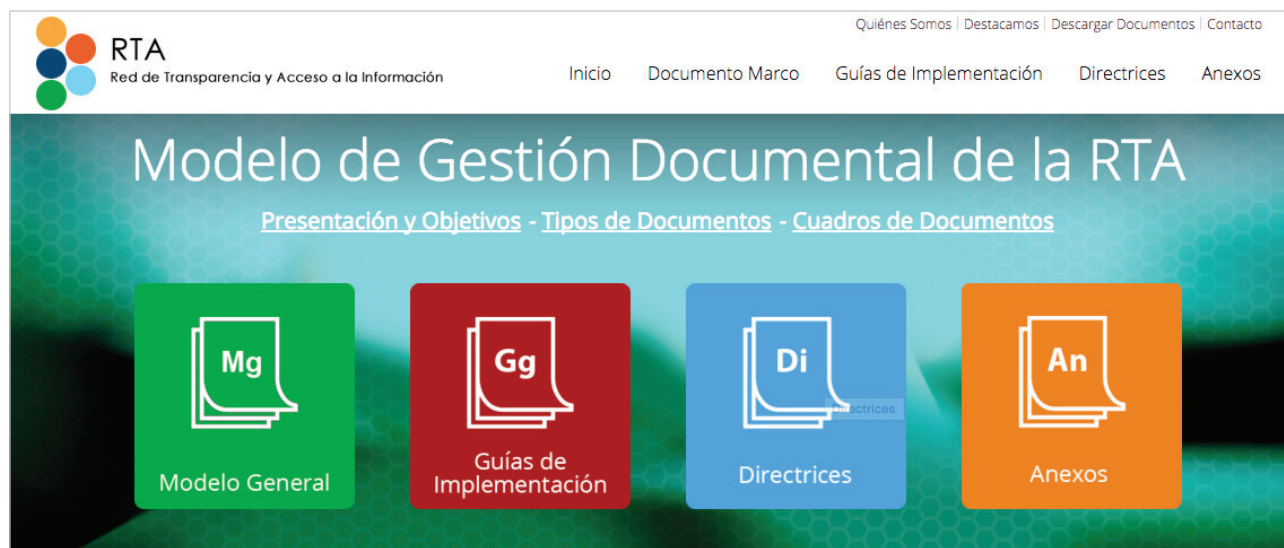 Quiénes Somos | Destacamos | Descargar Documentos | Contacto
RTA
Red de Transparencia y Acceso a la Información
Inicio Documento Marco Guías de Implementación Directrices Anexos
Modelo de Gestión Documental de la RTA
Presentación y Objetivos - Tipos de Documentos - Cuadros de Documentos
Mg
Modelo General
Gg
Guías de
Implementación
Di
Directrices
Directrices
An
Anexos